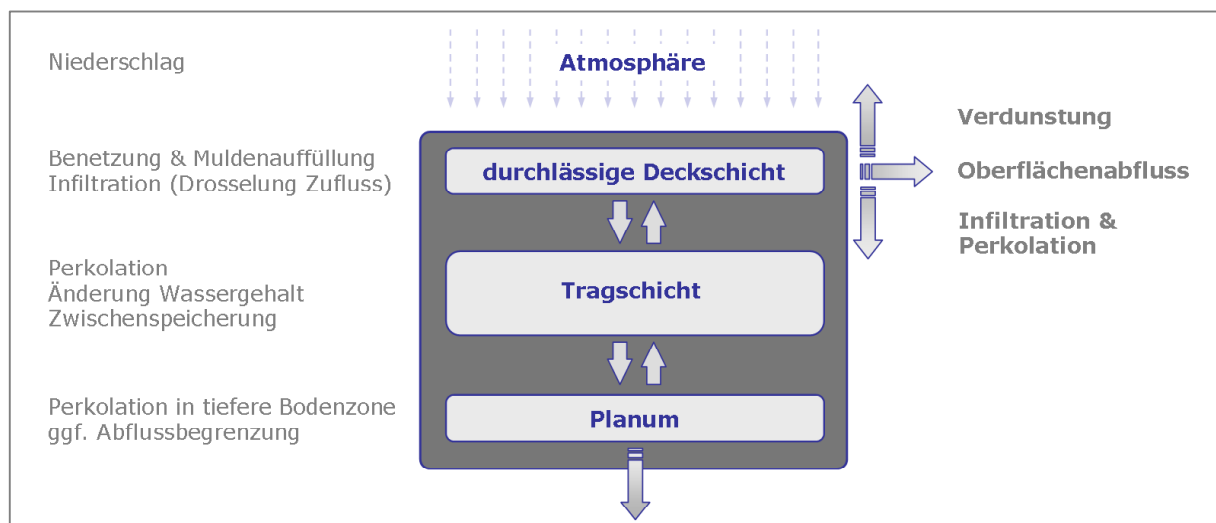 Niederschlag
Atmosphäre
Verdunstung
Benetzung & Muldenauffüllung
Infiltration (Drosselung Zufluss)
durchlässige Deckschicht
Oberflächenabfluss
Infiltration &
Perkolation
Perkolation
Änderung Wassergehalt
Zwischenspeicherung
Tragschicht
Perkolation in tiefere Bodenzone
ggf. Abflussbegrenzung
Planum